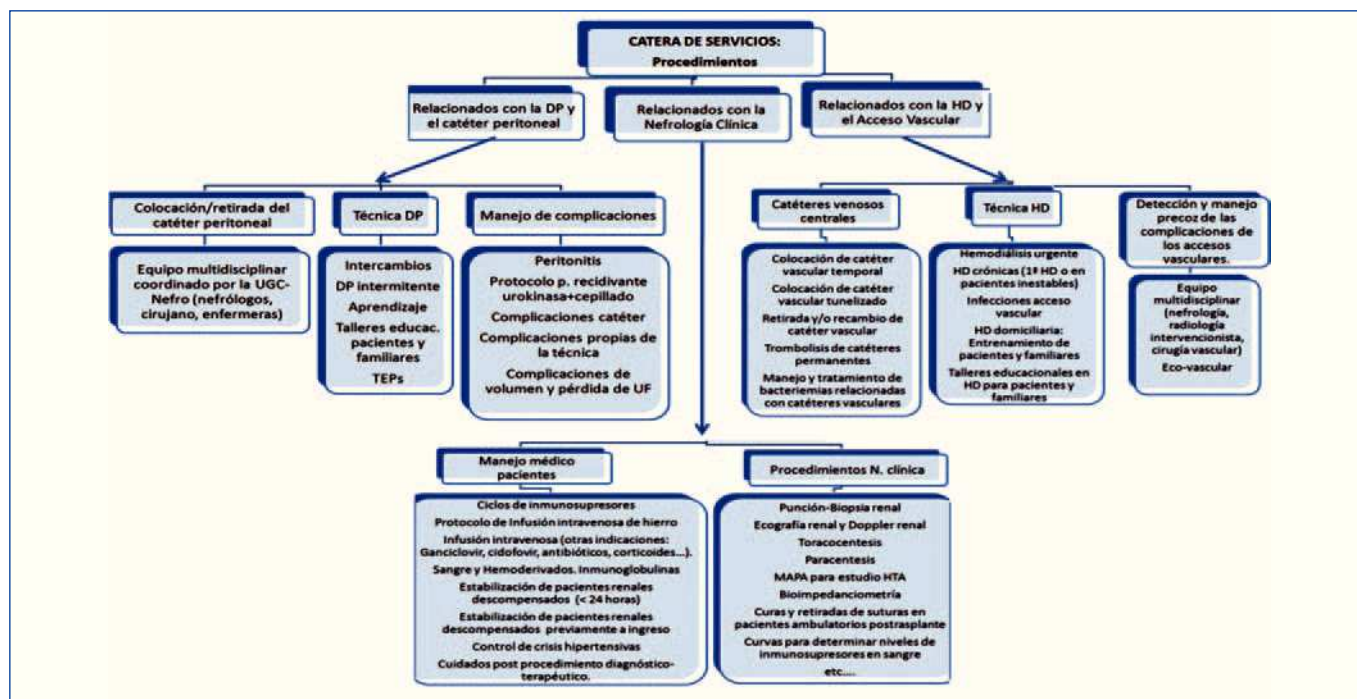 CATERA DE SERVICIOS:
Procedimientos
Relacionados con la DP y
el catéter peritoneal
Relacionados con la
Nefrología Clínica
Relacionados con la HD y
el Acceso Vascular
Colocación/retirada del
catéter peritoneal
Técnica DP
Manejo de complicaciones
Equipo multidisciplinar
coordinado por la UGC-
Nefro (nefrólogos,
cirujano, enfermeras)
Intercambios
DP intermitente
Aprendizaje
Talleres educac.
pacientes y
familiares
TEPs
Peritonitis
Protocolo p. recidivante
urokinasa+cepillado
Complicaciones catéter
Complicaciones propias de
la técnica
Complicaciones de
volumen y pérdida de UF
Catéteres venosos
centrales
Técnica HD
Detección y manejo
precoz de las
complicaciones de
los accesos
vasculares.
Colocación de catéter
vascular temporal
Colocación de catéter
vascular tunelizado
Retirada y/o recambio de
catéter vascular
Trombolisis de catéteres
permanentes
Manejo y tratamiento de
bacteriemias relacionadas
con catéteres vasculares
Hemodiálisis urgente
HD crónicas (1ª HD o en
pacientes inestables)
Infecciones acceso
vascular
HD domiciliaria:
Entrenamiento de
pacientes y familiares
Talleres educacionales en
HD para pacientes y
familiares
Equipo
multidisciplinar
(nefrología,
radiología
intervencionista,
cirugía vascular)
Eco-vascular
Manejo médico
pacientes
Procedimientos N. clínica
Ciclos de inmunosupresores
Protocolo de Infusión intravenosa de hierro
Infusión intravenosa (otras indicaciones:
Ganciclovir, cidofovir, antibióticos, corticoides...).
Sangre y Hemoderivados. Inmunoglobulinas
Estabilización de pacientes renales
descompensados (< 24 horas)
Estabilización de pacientes renales
descompensados previamente a ingreso
Control de crisis hipertensivas
Cuidados post procedimiento diagnóstico-
terapéutico.
Punción-Biopsia renal
Ecografía renal y Doppler renal
Toracocentesis
Paracentesis
MAPA para estudio HTA
Bioimpedanciometría
Curas y retiradas de suturas en
pacientes ambulatorios postrasplante
Curvas para determinar niveles de
inmunosupresores en sangre
etc....